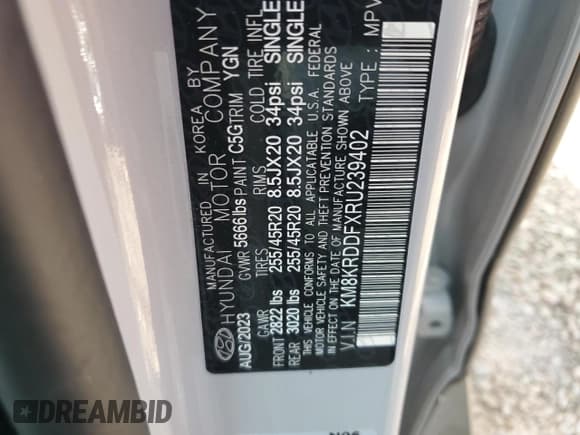 MANUFACTURED IN KOREA BY
HYUNDAI MOTOR COMPANY
AUG/2023 GVWR 5666lbs PAINT C5G TRIM YGN
GAWR TIRES RIMS COLD TIRE INFL
FRONT 2822 lbs 255/45R20 8.5JX20 34psi SINGLE
REAR 3020 lbs 255/45R20 8.5JX20 34psi SINGLE
THIS VEHICLE CONFORMS TO ALL APPLICABLE U.S.A. FEDERAL
MOTOR VEHICLE SAFETY AND THEFT PREVENTION STANDARDS
IN EFFECT ON THE DATE OF MANUFACTURE SHOWN ABOVE
V.I.N KM8KRDDFXRU239402 TYPE : MPV
DREAMBID